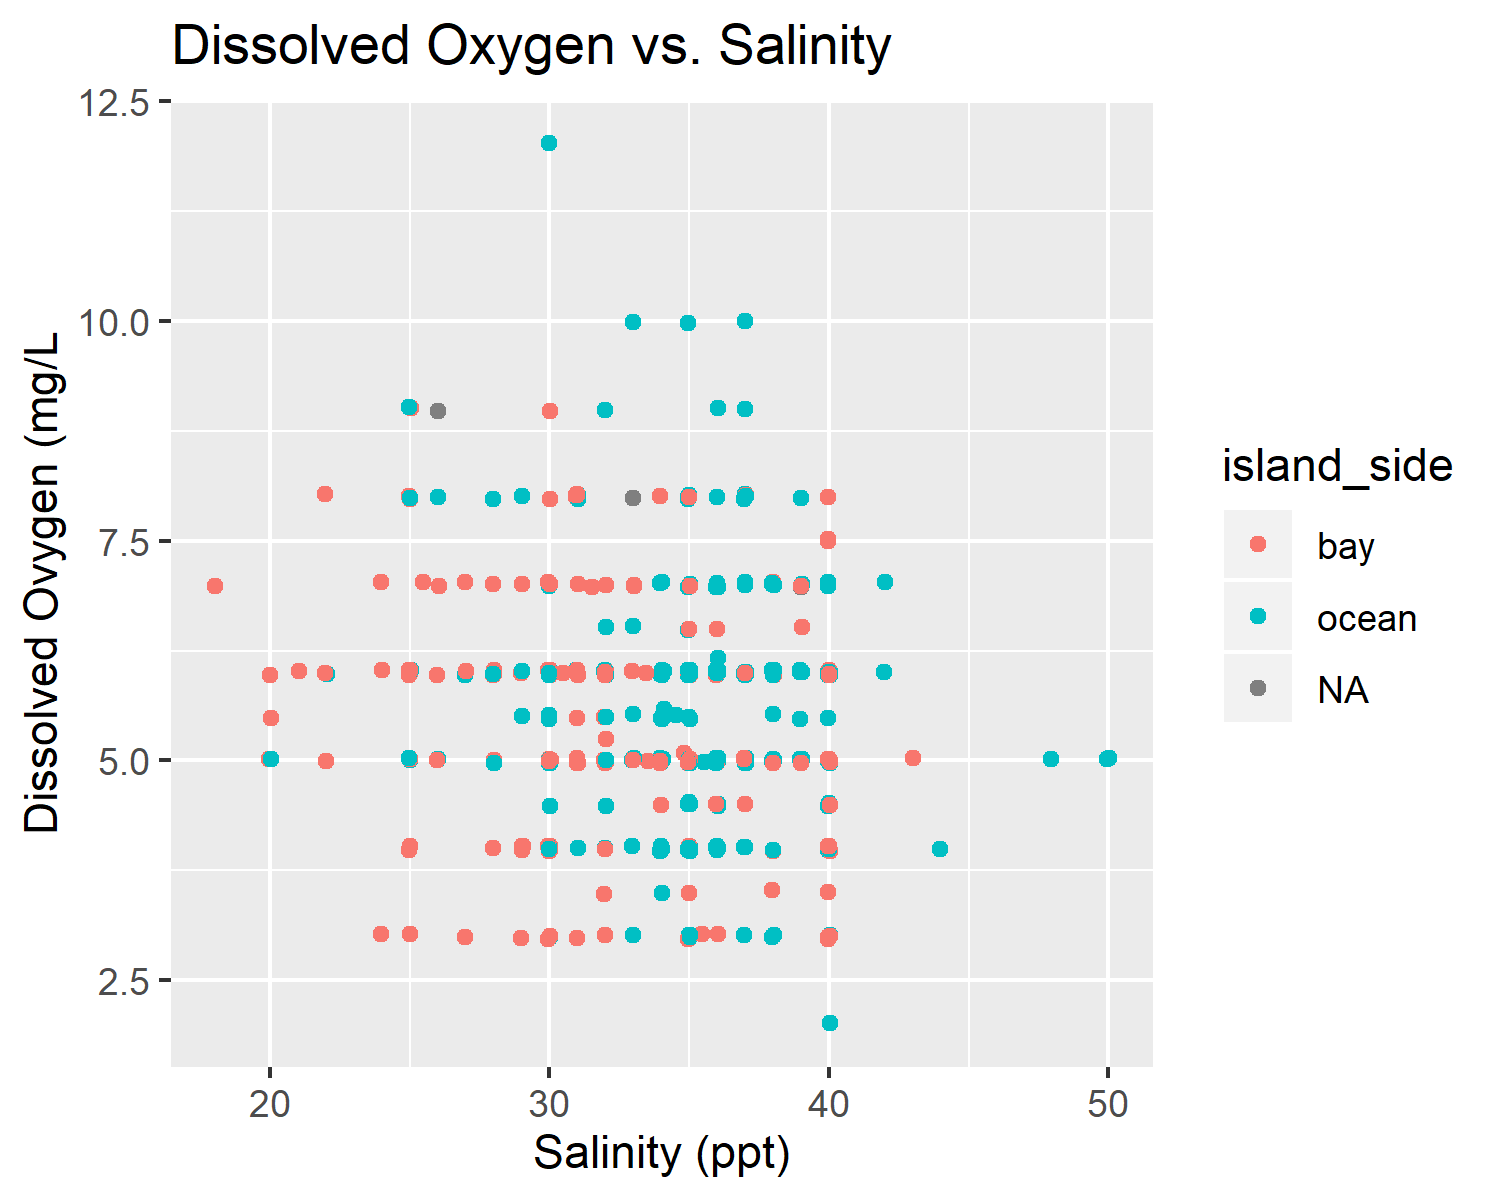 Dissolved Oxygen vs. Salinity
12.5
10.0
7.5
5.0
2.5
Dissolved Ovygen (mg/L
20 30 40 50
Salinity (ppt)
island_side
bay
ocean
NA